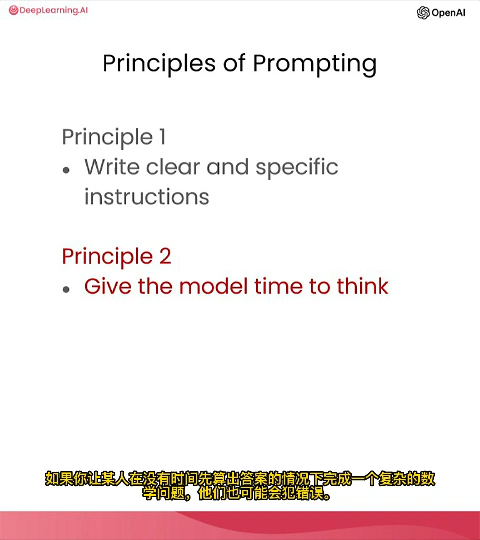 DeepLearning.AI
OpenAI
Principles of Prompting
Principle 1
• Write clear and specific
instructions
Principle 2
• Give the model time to think
如果你让某人在没有时间先算出答案的情况下完成一个复杂的数
学问题，他们也可能会犯错误。